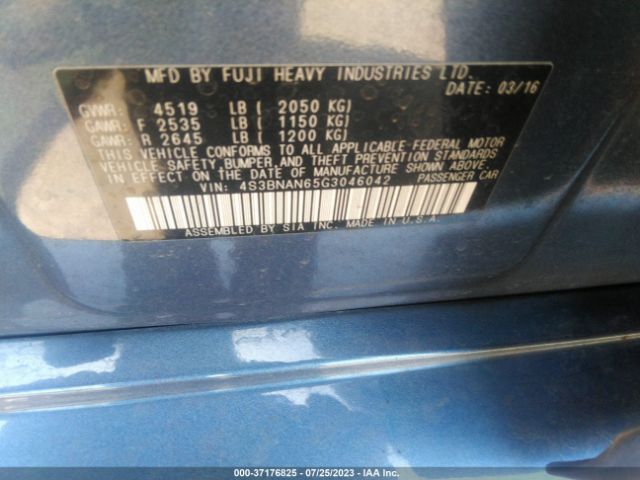 MFD BY FUJI HEAVY INDUSTRIES LTD.
DATE: 03/16
GVWR: 4519 LB ( 2050 KG)
GAWR: F 2535 LB ( 1150 KG)
GAWR: R 2645 LB ( 1200 KG)
THIS VEHICLE CONFORMS TO ALL APPLICABLE FEDERAL MOTOR
VEHICLE SAFETY, BUMPER, AND THEFT PREVENTION STANDARDS
IN EFFECT ON THE DATE OF MANUFACTURE SHOWN ABOVE.
VIN: 4S3BNAN65G3046042 PASSENGER CAR
ASSEMBLED BY SIA INC. MADE IN U.S.A.
000-37176825 / 07/25/2023 / IAA Inc.